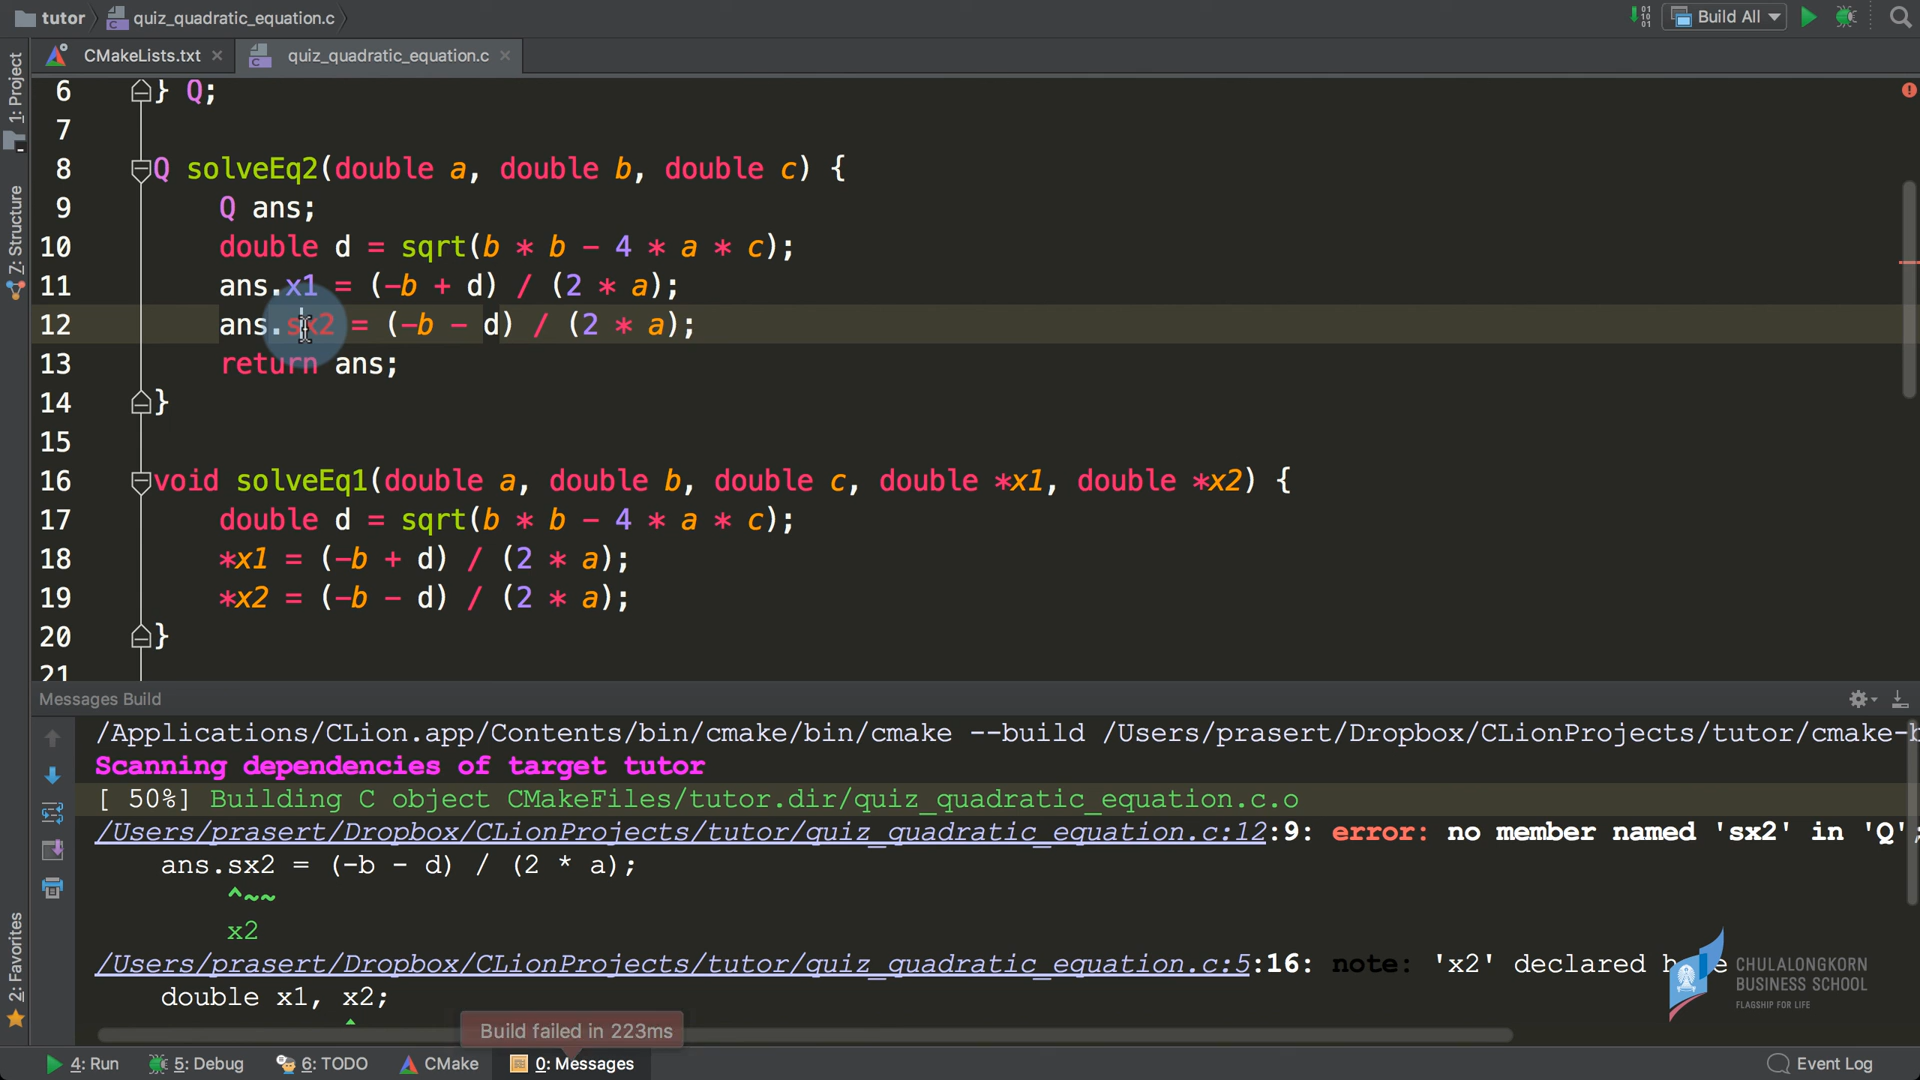 tutor quiz_quadratic_equation.c Build All
CMakeLists.txt quiz_quadratic_equation.c
1: Project
Z: Structure
2: Favorites
6 } Q;
7
8 Q solveEq2(double a, double b, double c) {
9 Q ans;
10 double d = sqrt(b * b - 4 * a * c);
11 ans.x1 = (-b + d) / (2 * a);
12 ans.sx2 = (-b - d) / (2 * a);
13 return ans;
14 }
15
16 void solveEq1(double a, double b, double c, double *x1, double *x2) {
17 double d = sqrt(b * b - 4 * a * c);
18 *x1 = (-b + d) / (2 * a);
19 *x2 = (-b - d) / (2 * a);
20 }
21
Messages Build
/Applications/CLion.app/Contents/bin/cmake/bin/cmake --build /Users/prasert/Dropbox/CLionProjects/tutor/cmake-b
Scanning dependencies of target tutor
[ 50%] Building C object CMakeFiles/tutor.dir/quiz_quadratic_equation.c.o
/Users/prasert/Dropbox/CLionProjects/tutor/quiz_quadratic_equation.c:12:9: error: no member named 'sx2' in 'Q';
ans.sx2 = (-b - d) / (2 * a);
^~~
x2
/Users/prasert/Dropbox/CLionProjects/tutor/quiz_quadratic_equation.c:5:16: note: 'x2' declared here
double x1, x2;
^
CHULALONGKORN
BUSINESS SCHOOL
FLAGSHIP FOR LIFE
Build failed in 223ms
4: Run 5: Debug 6: TODO CMake 0: Messages Event Log